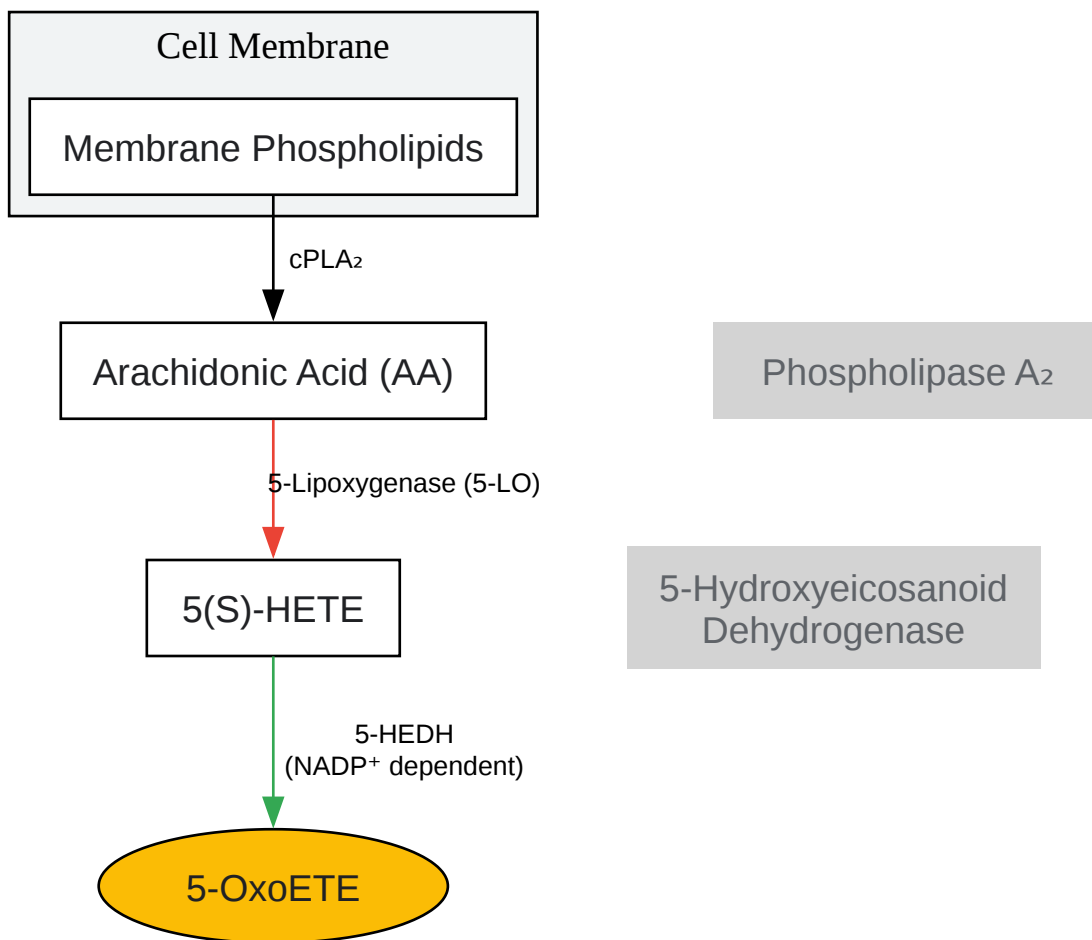 Cell Membrane
Membrane Phospholipids
cPLA₂
Arachidonic Acid (AA)
Phospholipase A₂
5-Lipoxygenase (5-LO)
5(S)-HETE
5-Hydroxyeicosanoid
Dehydrogenase
5-HEDH
(NADP⁺ dependent)
5-OxoETE